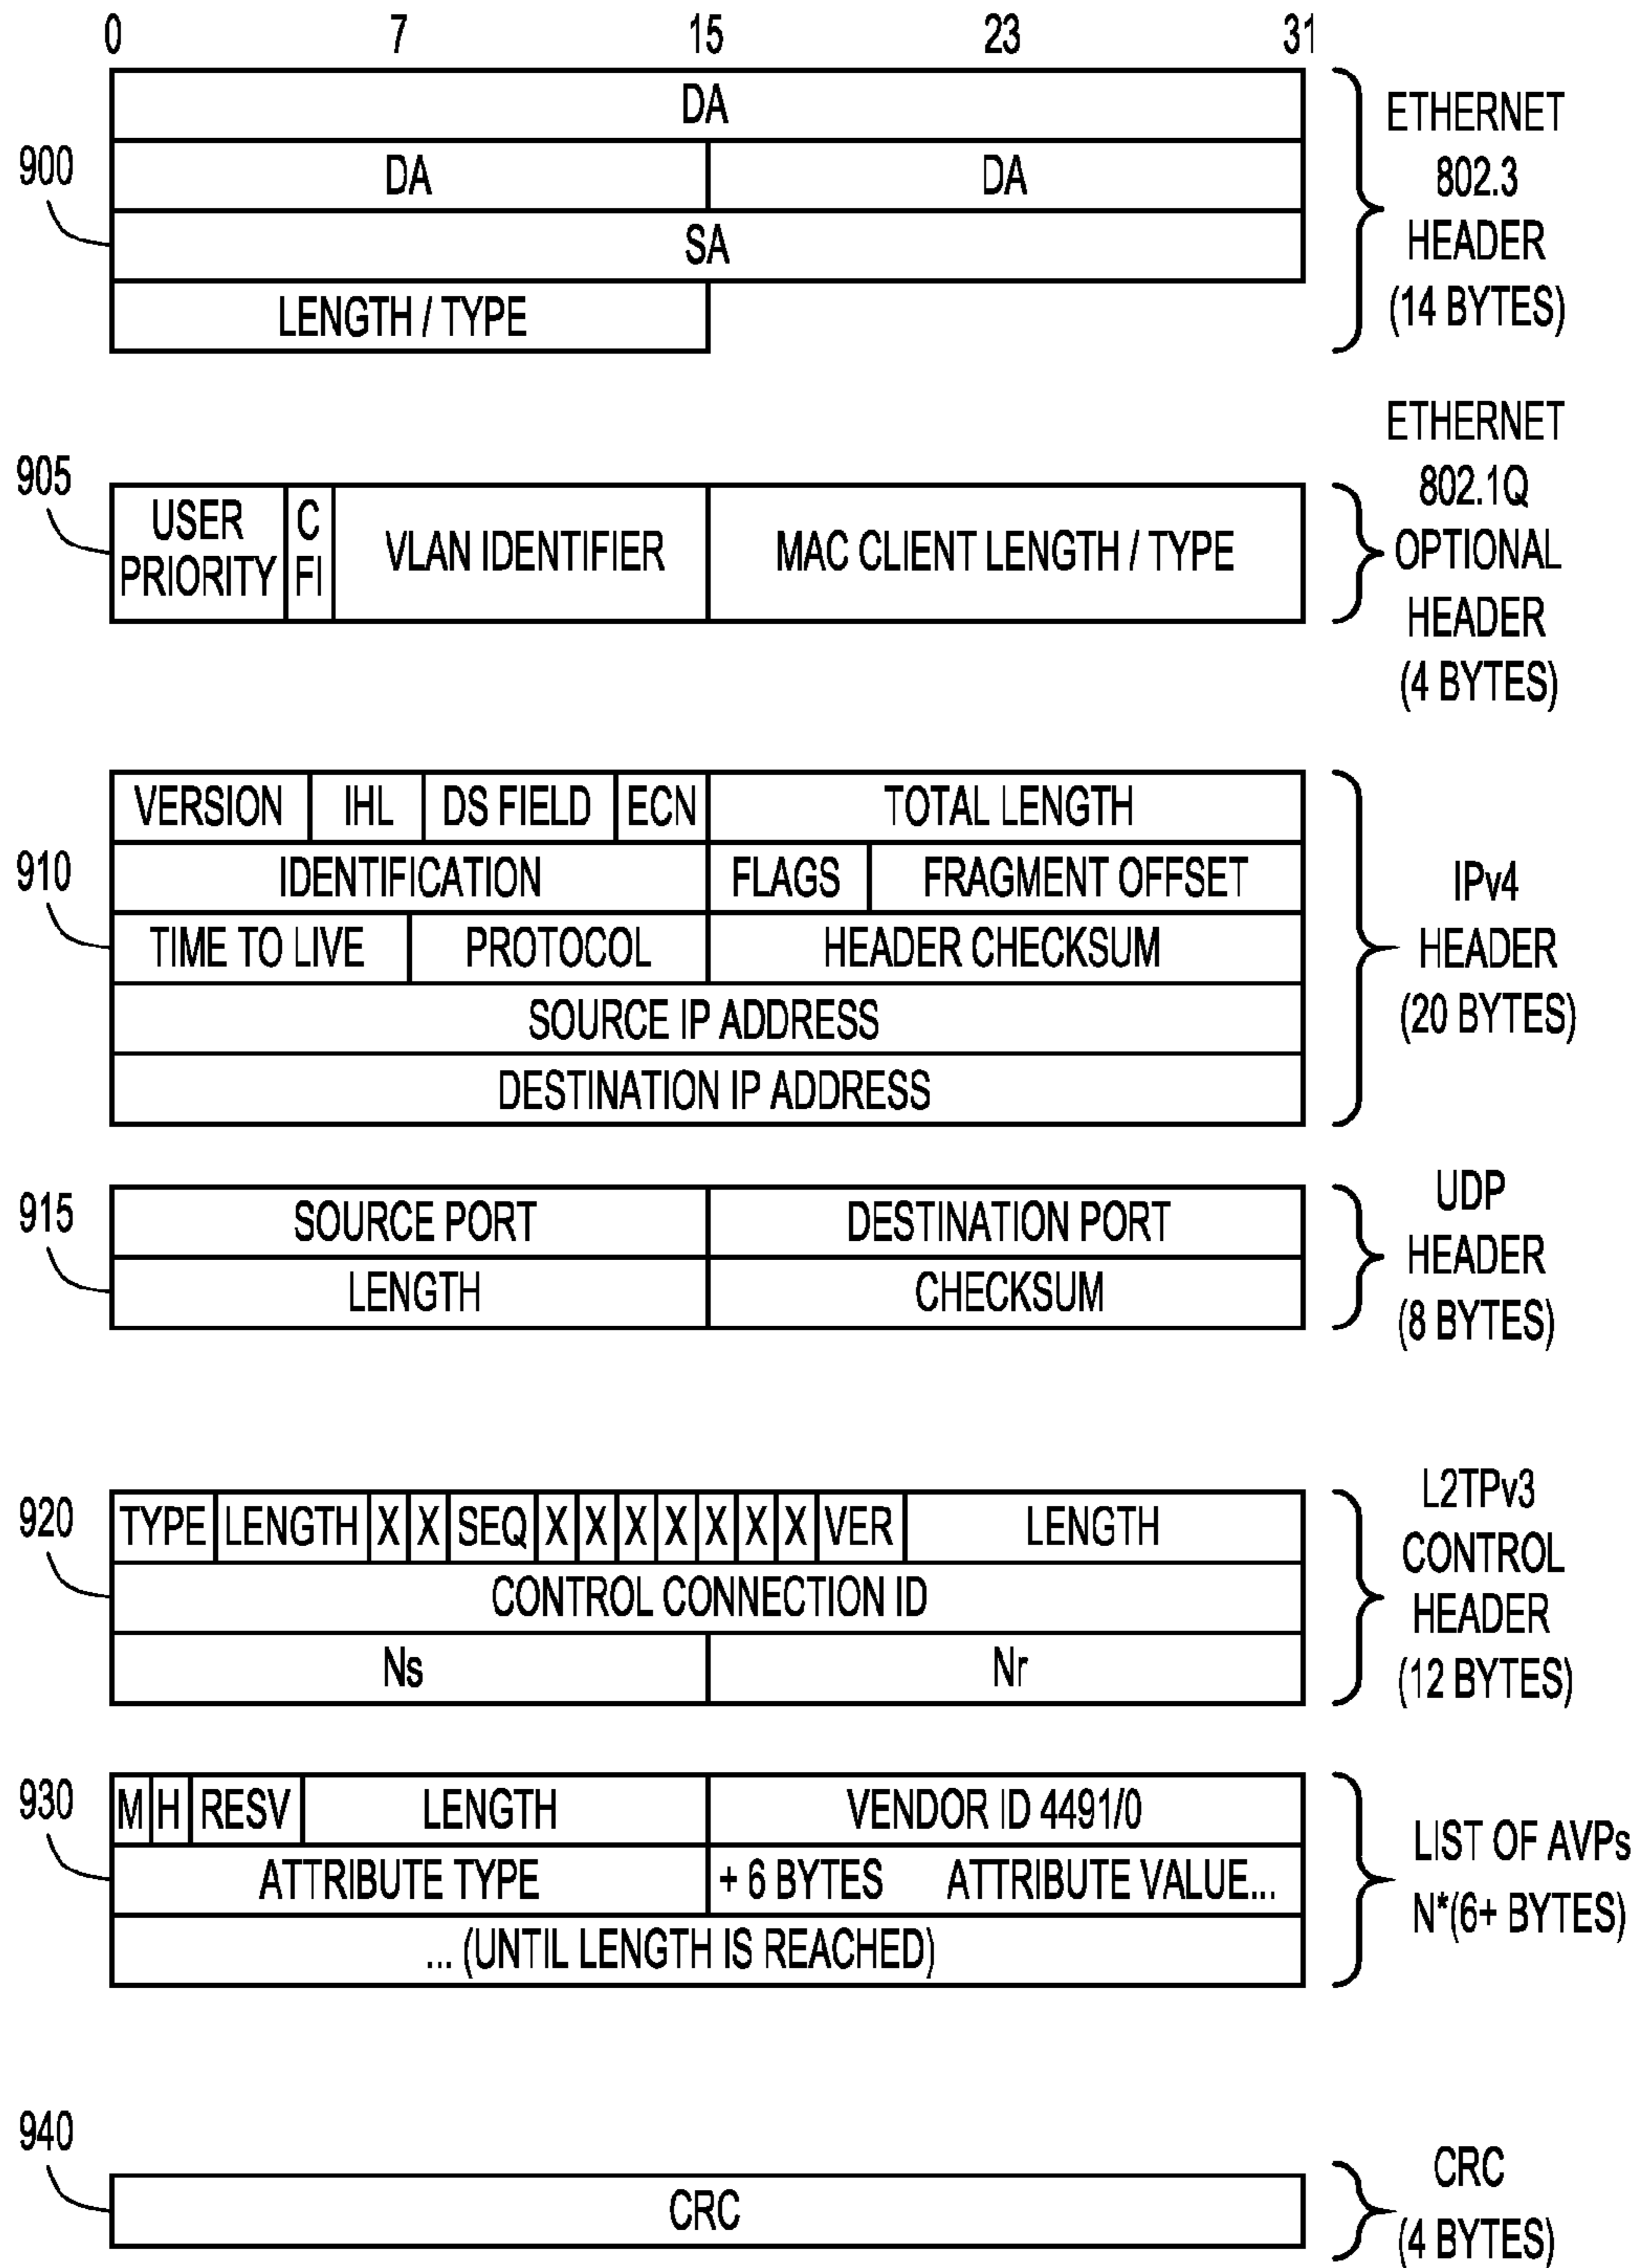 0 7 15 23 31
DA
900 DA DA
SA
LENGTH / TYPE
ETHERNET
802.3
HEADER
(14 BYTES)
905 USER PRIORITY C FI VLAN IDENTIFIER MAC CLIENT LENGTH / TYPE
ETHERNET
802.1Q
OPTIONAL
HEADER
(4 BYTES)
VERSION IHL DS FIELD ECN TOTAL LENGTH
910 IDENTIFICATION FLAGS FRAGMENT OFFSET
TIME TO LIVE PROTOCOL HEADER CHECKSUM
SOURCE IP ADDRESS
DESTINATION IP ADDRESS
IPv4
HEADER
(20 BYTES)
915 SOURCE PORT DESTINATION PORT
LENGTH CHECKSUM
UDP
HEADER
(8 BYTES)
920 TYPE LENGTH X X SEQ X X X X X X X VER LENGTH
CONTROL CONNECTION ID
Ns Nr
L2TPv3
CONTROL
HEADER
(12 BYTES)
930 M H RESV LENGTH VENDOR ID 4491/0
ATTRIBUTE TYPE + 6 BYTES ATTRIBUTE VALUE...
... (UNTIL LENGTH IS REACHED)
LIST OF AVPs
N*(6+ BYTES)
940 CRC
CRC
(4 BYTES)